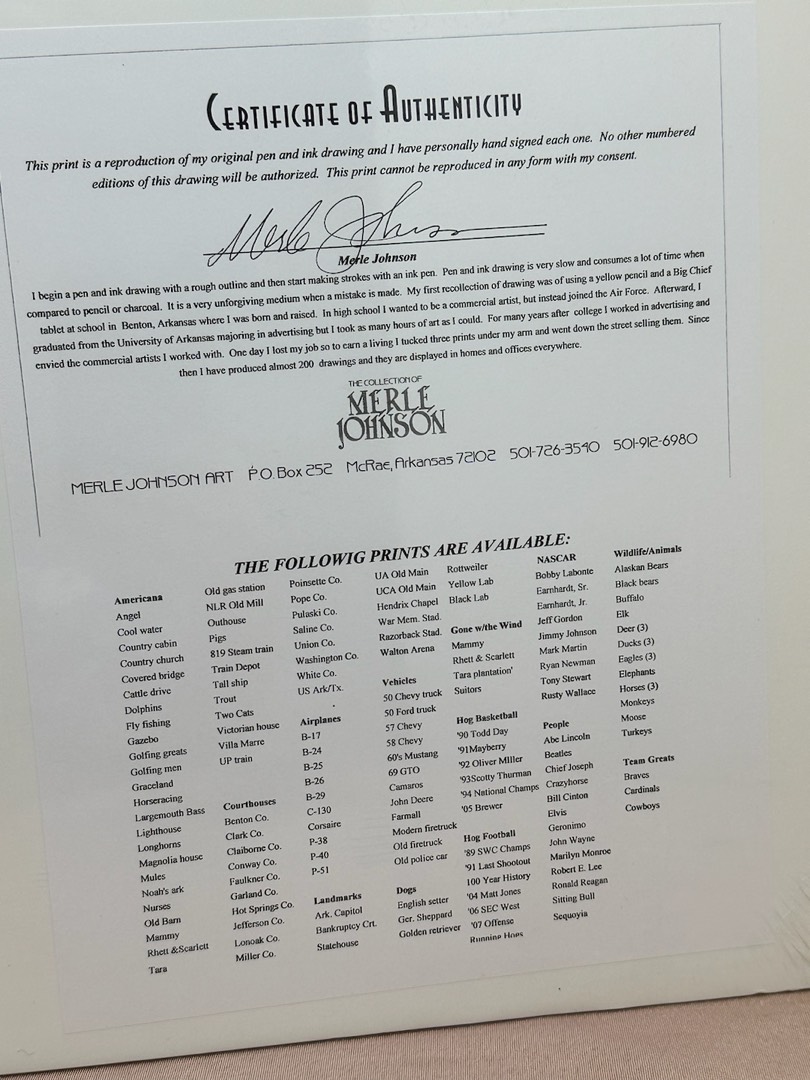 CERTIFICATE OF AUTHENTICITY
This print is a reproduction of my original pen and ink drawing and I have personally hand signed each one. No other numbered
editions of this drawing will be authorized. This print cannot be reproduced in any form with my consent.
Merle Johnson
Merle Johnson
I begin a pen and ink drawing with a rough outline and then start making strokes with an ink pen. Pen and ink drawing is very slow and consumes a lot of time when
compared to pencil or charcoal. It is a very unforgiving medium when a mistake is made. My first recollection of drawing was of using a yellow pencil and a Big Chief
tablet at school in Benton, Arkansas where I was born and raised. In high school I wanted to be a commercial artist, but instead joined the Air Force. Afterward, I
graduated from the University of Arkansas majoring in advertising but I took as many hours of art as I could. For many years after college I worked in advertising and
envied the commercial artists I worked with. One day I lost my job so to earn a living I tucked three prints under my arm and went down the street selling them. Since
then I have produced almost 200 drawings and they are displayed in homes and offices everywhere.
THE COLLECTION OF
MERLE
JOHNSON
MERLE JOHNSON ART P.O. Box 252 McRae, Arkansas 72102 501-726-3540 501-912-6980
THE FOLLOWIG PRINTS ARE AVAILABLE:
Americana
Angel
Cool water
Country cabin
Country church
Covered bridge
Cattle drive
Dolphins
Fly fishing
Gazebo
Golfing greats
Golfing men
Graceland
Horseracing
Largemouth Bass
Lighthouse
Longhorns
Magnolia house
Mules
Noah's ark
Nurses
Old Barn
Mammy
Rhett &Scarlett
Tara
Old gas station
NLR Old Mill
Outhouse
Pigs
819 Steam train
Train Depot
Tall ship
Trout
Two Cats
Victorian house
Villa Marre
UP train
Courthouses
Benton Co.
Clark Co.
Claiborne Co.
Conway Co.
Faulkner Co.
Garland Co.
Hot Springs Co.
Jefferson Co.
Lonoak Co.
Miller Co.
Poinsette Co.
Pope Co.
Pulaski Co.
Saline Co.
Union Co.
Washington Co.
White Co.
US Ark/Tx.
Airplanes
B-17
B-24
B-25
B-26
B-29
C-130
Corsaire
P-38
P-40
P-51
Landmarks
Ark. Capitol
Bankruptcy Crt.
Statehouse
UA Old Main
UCA Old Main
Hendrix Chapel
War Mem. Stad.
Razorback Stad.
Walton Arena
Vehicles
50 Chevy truck
50 Ford truck
57 Chevy
58 Chevy
60's Mustang
69 GTO
Camaros
John Deere
Farmall
Modern firetruck
Old firetruck
Old police car
Dogs
English setter
Ger. Sheppard
Golden retriever
Rottweiler
Yellow Lab
Black Lab
Gone w/the Wind
Mammy
Rhett & Scarlett
Tara plantation'
Suitors
Hog Basketball
'90 Todd Day
'91Mayberry
'92 Oliver Miller
'93Scotty Thurman
'94 National Champs
'05 Brewer
Hog Football
'89 SWC Champs
'91 Last Shootout
100 Year History
'04 Matt Jones
'06 SEC West
'07 Offense
Running Hogs
NASCAR
Bobby Labonte
Earnhardt, Sr.
Earnhardt, Jr.
Jeff Gordon
Jimmy Johnson
Mark Martin
Ryan Newman
Tony Stewart
Rusty Wallace
People
Abe Lincoln
Beatles
Chief Joseph
Crazyhorse
Bill Cinton
Elvis
Geronimo
John Wayne
Marilyn Monroe
Robert E. Lee
Ronald Reagan
Sitting Bull
Sequoyia
Wildlife/Animals
Alaskan Bears
Black bears
Buffalo
Elk
Deer (3)
Ducks (3)
Eagles (3)
Elephants
Horses (3)
Monkeys
Moose
Turkeys
Team Greats
Braves
Cardinals
Cowboys